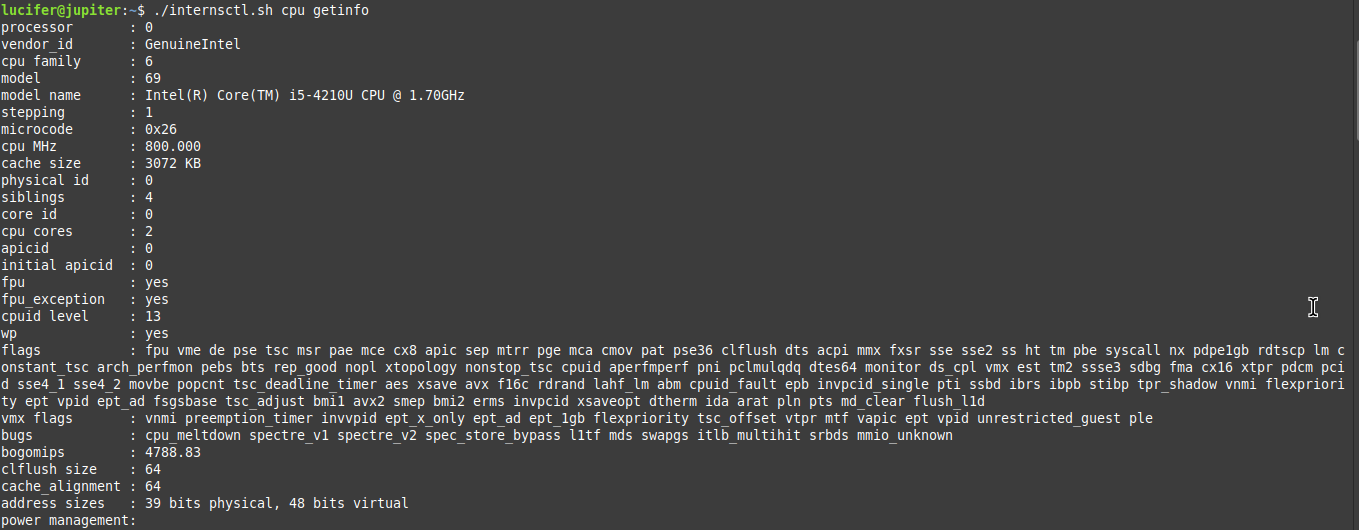 lucifer@jupiter:~$ ./internsctl.sh cpu getinfo
processor       : 0
vendor_id       : GenuineIntel
cpu family      : 6
model           : 69
model name      : Intel(R) Core(TM) i5-4210U CPU @ 1.70GHz
stepping        : 1
microcode       : 0x26
cpu MHz         : 800.000
cache size      : 3072 KB
physical id     : 0
siblings        : 4
core id         : 0
cpu cores       : 2
apicid          : 0
initial apicid  : 0
fpu             : yes
fpu_exception   : yes
cpuid level     : 13
wp              : yes
flags           : fpu vme de pse tsc msr pae mce cx8 apic sep mtrr pge mca cmov pat pse36 clflush dts acpi mmx fxsr sse sse2 ss ht tm pbe syscall nx pdpe1gb rdtscp lm c
onstant_tsc arch_perfmon pebs bts rep_good nopl xtopology nonstop_tsc cpuid aperfmperf pni pclmulqdq dtes64 monitor ds_cpl vmx est tm2 ssse3 sdbg fma cx16 xtpr pdcm pci
d sse4_1 sse4_2 movbe popcnt tsc_deadline_timer aes xsave avx f16c rdrand lahf_lm abm cpuid_fault epb invpcid_single pti ssbd ibrs ibpb stibp tpr_shadow vnmi flexpriori
ty ept vpid ept_ad fsgsbase tsc_adjust bmi1 avx2 smep bmi2 erms invpcid xsaveopt dtherm ida arat pln pts md_clear flush_l1d
vmx flags       : vnmi preemption_timer invvpid ept_x_only ept_ad ept_1gb flexpriority tsc_offset vtpr mtf vapic ept vpid unrestricted_guest ple
bugs            : cpu_meltdown spectre_v1 spectre_v2 spec_store_bypass l1tf mds swapgs itlb_multihit srbds mmio_unknown
bogomips        : 4788.83
clflush size    : 64
cache_alignment : 64
address sizes   : 39 bits physical, 48 bits virtual
power management: